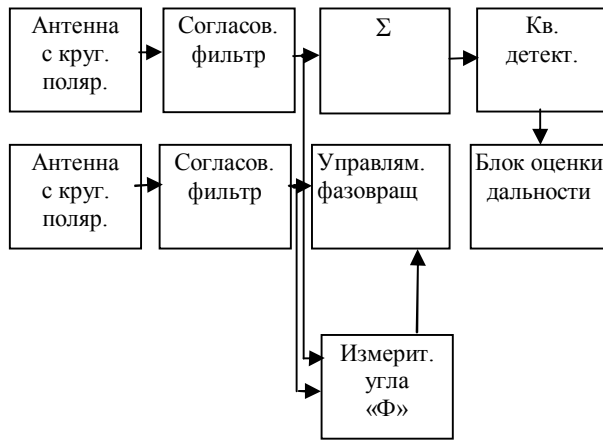 Антенна
с круг.
поляр.
Согласов.
фильтр
Σ
Кв.
детект.
Антенна
с круг.
поляр.
Согласов.
фильтр
Управлям.
фазовращ
Блок оценки
дальности
Измерит.
угла
«Ф»